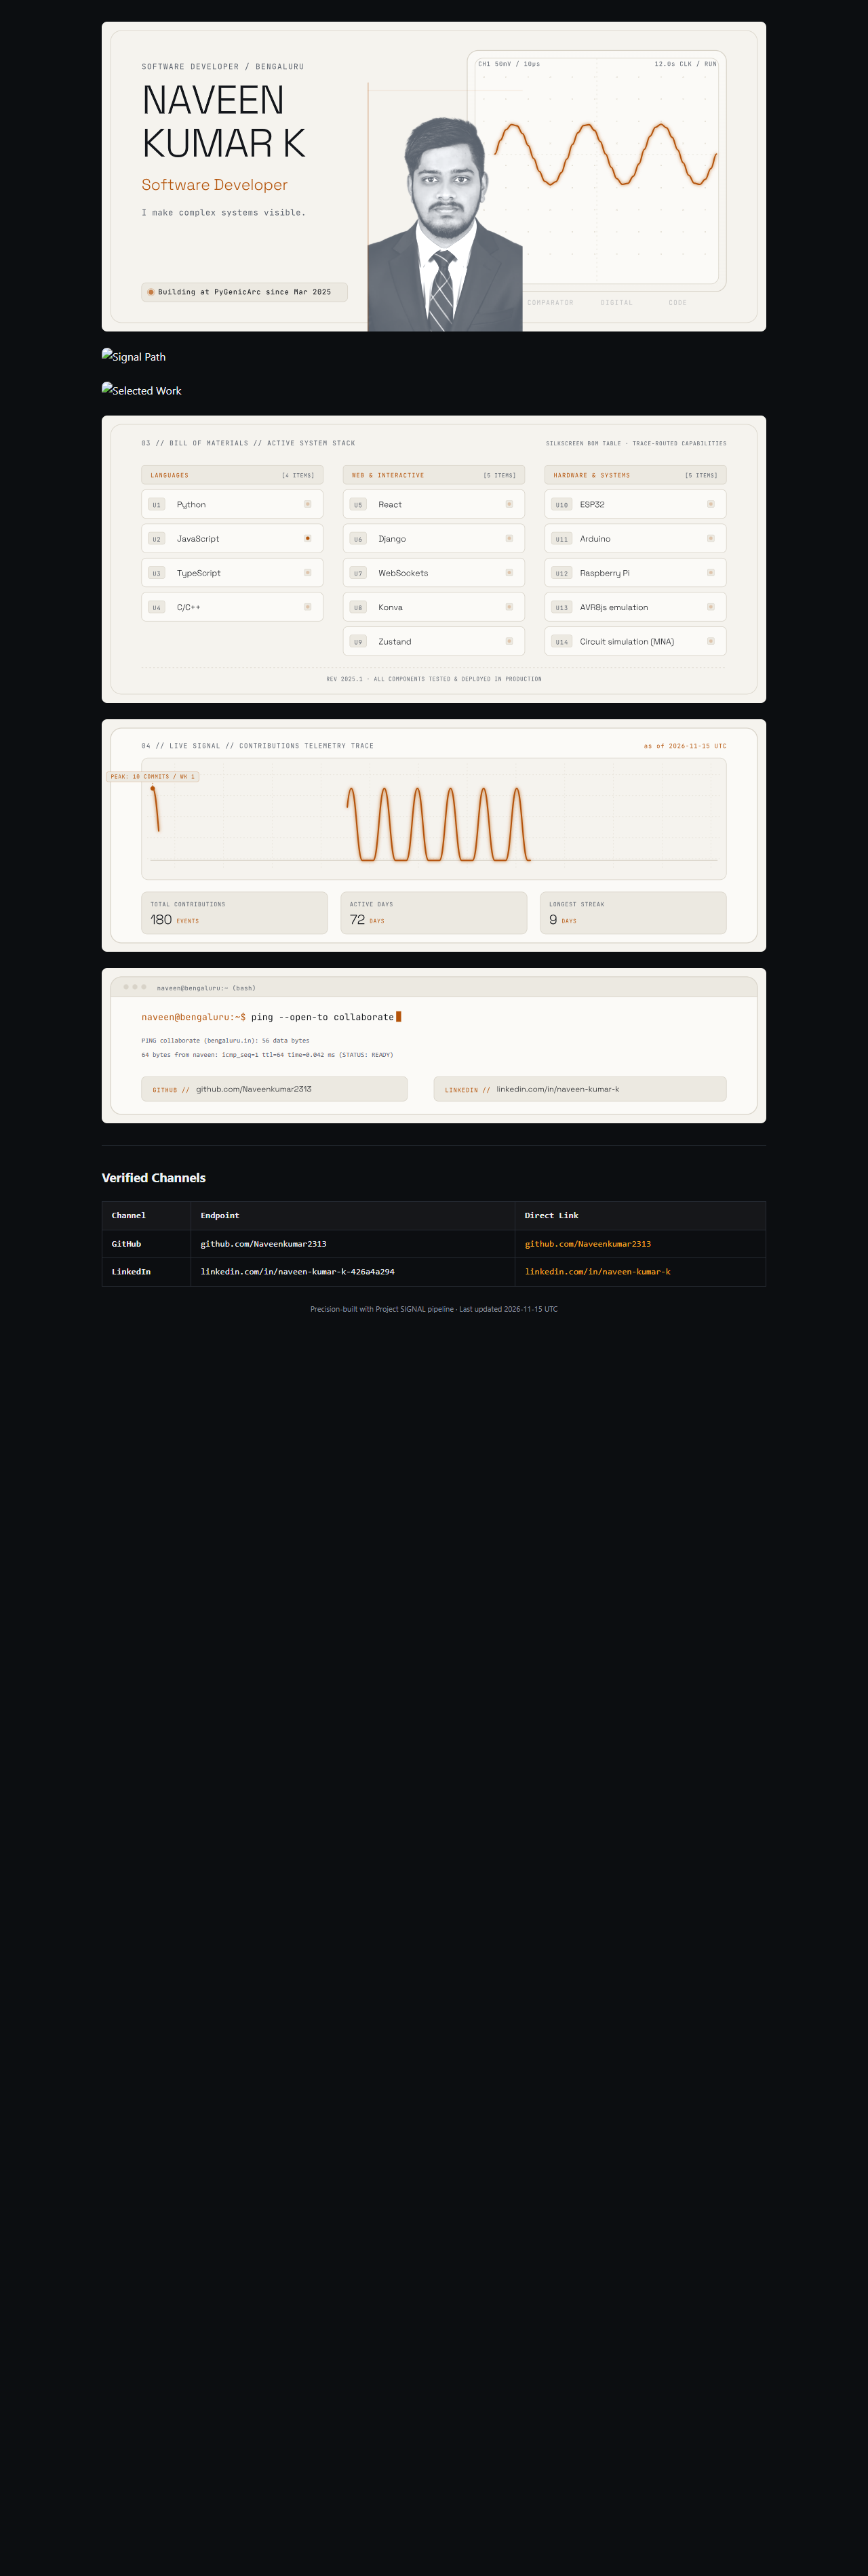 SOFTWARE DEVELOPER / BENGALURU
NAVEEN
KUMAR K
Software Developer
I make complex systems visible.
Building at PyGenicArc since Mar 2025
CH1 50mV / 10µs
12.0s CLK / RUN
COMPARATOR
DIGITAL
CODE
Signal Path
Selected Work
03 // BILL OF MATERIALS // ACTIVE SYSTEM STACK
SILKSCREEN BOM TABLE · TRACE-ROUTED CAPABILITIES
LANGUAGES [4 ITEMS]
U1 Python
U2 JavaScript
U3 TypeScript
U4 C/C++
WEB & INTERACTIVE [5 ITEMS]
U5 React
U6 Django
U7 WebSockets
U8 Konva
U9 Zustand
HARDWARE & SYSTEMS [5 ITEMS]
U10 ESP32
U11 Arduino
U12 Raspberry Pi
U13 AVR8js emulation
U14 Circuit simulation (MNA)
REV 2025.1 · ALL COMPONENTS TESTED & DEPLOYED IN PRODUCTION
04 // LIVE SIGNAL // CONTRIBUTIONS TELEMETRY TRACE
as of 2026-11-15 UTC
PEAK: 10 COMMITS / WK 1
TOTAL CONTRIBUTIONS
180 EVENTS
ACTIVE DAYS
72 DAYS
LONGEST STREAK
9 DAYS
naveen@bengaluru:~ (bash)
naveen@bengaluru:~$ ping --open-to collaborate
PING collaborate (bengaluru.in): 56 data bytes
64 bytes from naveen: icmp_seq=1 ttl=64 time=0.042 ms (STATUS: READY)
GITHUB // github.com/Naveenkumar2313
LINKEDIN // linkedin.com/in/naveen-kumar-k
Verified Channels
Channel Endpoint Direct Link
GitHub github.com/Naveenkumar2313 github.com/Naveenkumar2313
LinkedIn linkedin.com/in/naveen-kumar-k-426a4a294 linkedin.com/in/naveen-kumar-k
Precision-built with Project SIGNAL pipeline · Last updated 2026-11-15 UTC